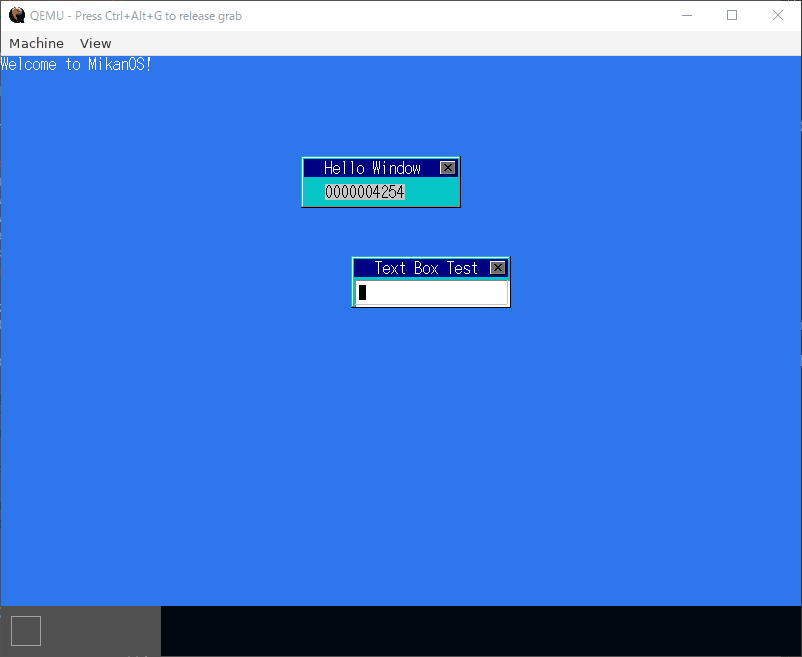 QEMU - Press Ctrl+Alt+G to release grab
Machine View
Welcome to MikanOS!
Hello Window
0000004254
Text Box Test